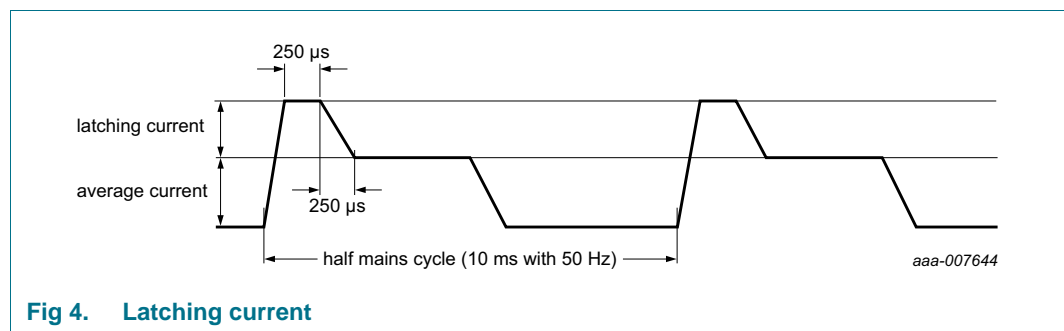 250 µs
latching current
average current
250 µs
half mains cycle (10 ms with 50 Hz)
aaa-007644
Fig 4. Latching current